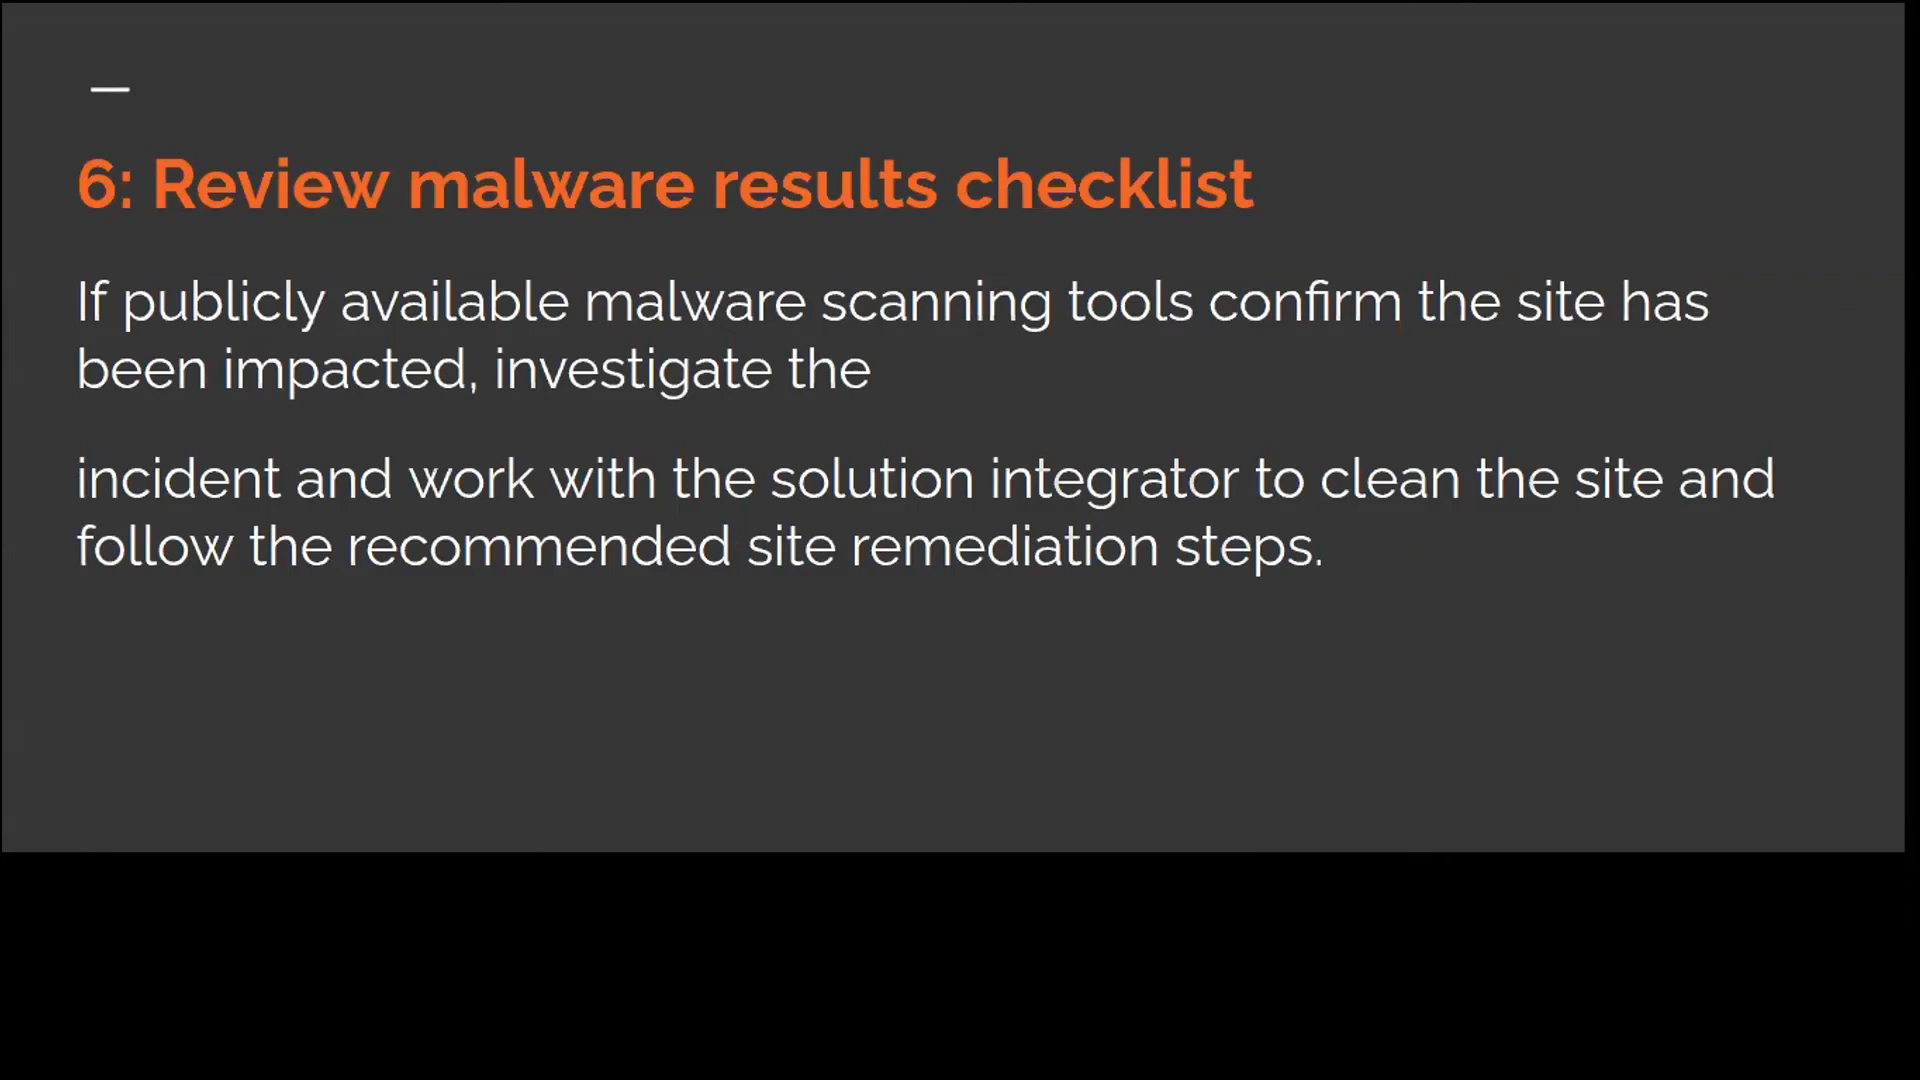 6: Review malware results checklist
If publicly available malware scanning tools confirm the site has
been impacted, investigate the
incident and work with the solution integrator to clean the site and
follow the recommended site remediation steps.